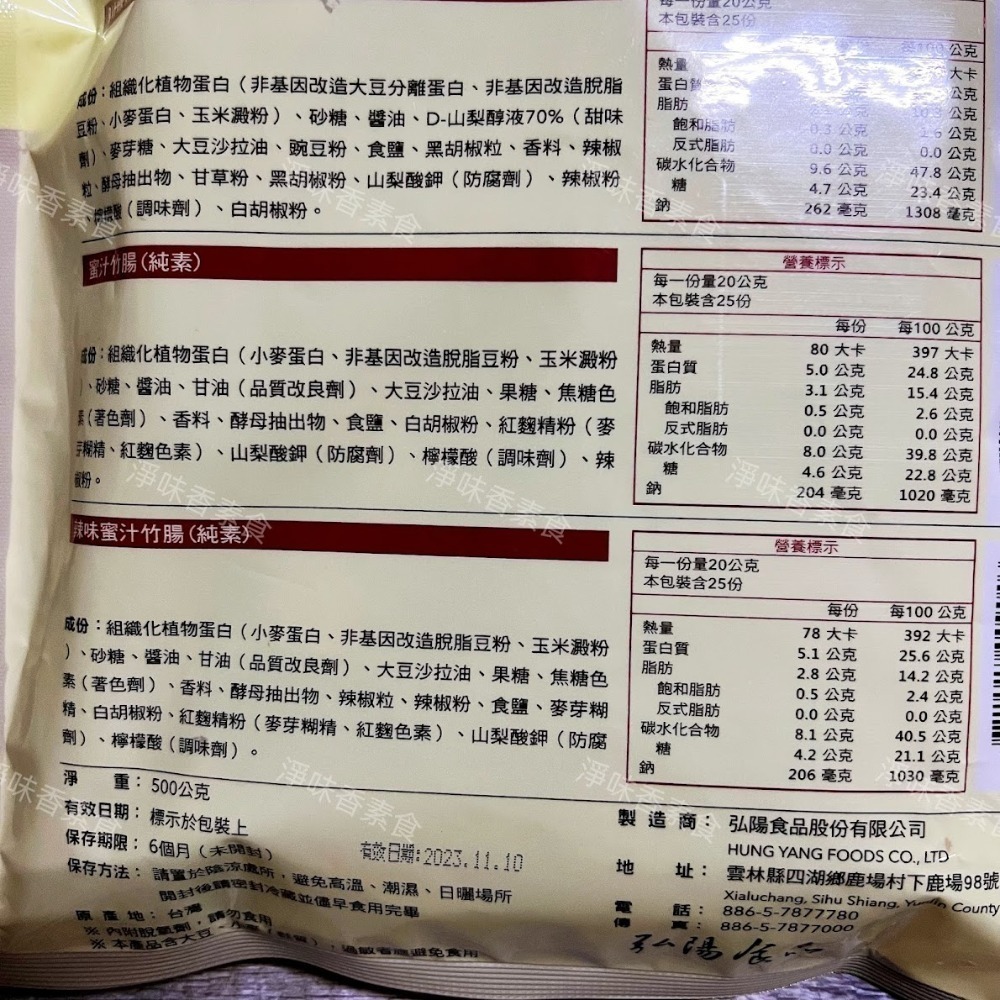 每一份量20公克
本包裝含25份
每100 公克
熱量
大卡
蛋白質
公克
脂肪
10.3 公克
飽和脂肪 0.3 公克 1.6 公克
反式脂肪 0.0 公克 0.0 公克
碳水化合物 9.6 公克 47.8 公克
糖 4.7 公克 23.4 公克
鈉 262 毫克 1308 毫克
成份：組織化植物蛋白（非基因改造大豆分離蛋白、非基因改造脫脂
豆粉、小麥蛋白、玉米澱粉）、砂糖、醬油、D-山梨醇液70%（甜味
劑）、麥芽糖、大豆沙拉油、豌豆粉、食鹽、黑胡椒粒、香料、辣椒
粒、酵母抽出物、甘草粉、黑胡椒粉、山梨酸鉀（防腐劑）、辣椒粉
、檸檬酸（調味劑）、白胡椒粉。
蜜汁竹腸(純素)
成份：組織化植物蛋白（小麥蛋白、非基因改造脫脂豆粉、玉米澱粉
）、砂糖、醬油、甘油（品質改良劑）、大豆沙拉油、果糖、焦糖色
素（著色劑）、香料、酵母抽出物、食鹽、白胡椒粉、紅麴精粉（麥
芽糊精、紅麴色素）、山梨酸鉀（防腐劑）、檸檬酸（調味劑）、辣
椒粉。
營養標示
每一份量20公克
本包裝含25份
每份 每100 公克
熱量 80 大卡 397 大卡
蛋白質 5.0 公克 24.8 公克
脂肪 3.1 公克 15.4 公克
飽和脂肪 0.5 公克 2.6 公克
反式脂肪 0.0 公克 0.0 公克
碳水化合物 8.0 公克 39.8 公克
糖 4.6 公克 22.8 公克
鈉 204 毫克 1020 毫克
辣味蜜汁竹腸(純素)
成份：組織化植物蛋白（小麥蛋白、非基因改造脫脂豆粉、玉米澱粉
）、砂糖、醬油、甘油（品質改良劑）、大豆沙拉油、果糖、焦糖色
素（著色劑）、香料、酵母抽出物、辣椒粒、辣椒粉、食鹽、麥芽糊
精、白胡椒粉、紅麴精粉（麥芽糊精、紅麴色素）、山梨酸鉀（防腐
劑）、檸檬酸（調味劑）。
營養標示
每一份量20公克
本包裝含25份
每份 每100 公克
熱量 78 大卡 392 大卡
蛋白質 5.1 公克 25.6 公克
脂肪 2.8 公克 14.2 公克
飽和脂肪 0.5 公克 2.4 公克
反式脂肪 0.0 公克 0.0 公克
碳水化合物 8.1 公克 40.5 公克
糖 4.2 公克 21.1 公克
鈉 206 毫克 1030 毫克
淨重：500公克
有效日期：標示於包裝上
保存期限：6個月（未開封）
有效日期:2023.11.10
保存方法：請置於陰涼處所，避免高溫、潮濕、日曬場所
開封後請密封冷藏並儘早食用完畢
原產地：台灣
※ 內附脫氧劑，請勿食用
※ 本產品含大豆、小麥（麩質），過敏者應避免食用
製造商：弘陽食品股份有限公司
HUNG YANG FOODS CO., LTD
地址：雲林縣四湖鄉鹿場村下鹿場98號
Xialuchang, Sihu Shiang, Yunlin County
電話：886-5-7877780
傳真：886-5-7877000
弘陽食品
淨味香素食